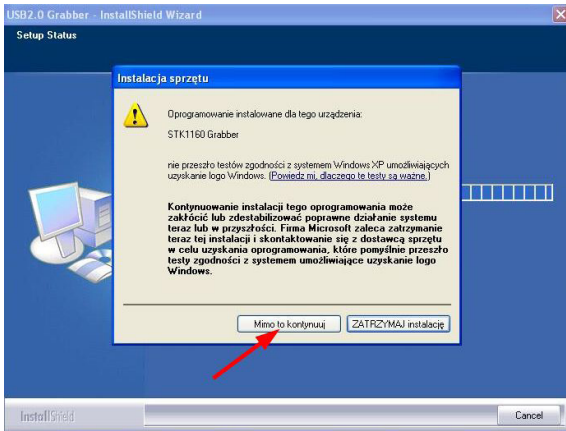 USB2.0 Grabber - InstallShield Wizard
Setup Status
Instalacja sprzętu
Oprogramowanie instalowane dla tego urządzenia:
STK1160 Grabber
nie przeszło testów zgodności z systemem Windows XP umożliwiających
uzyskanie logo Windows. (Powiedz mi, dlaczego te testy są ważne.)
Kontynuowanie instalacji tego oprogramowania może
zakłócić lub zdestabilizować poprawne działanie systemu
teraz lub w przyszłości. Firma Microsoft zaleca zatrzymanie
teraz tej instalacji i skontaktowanie się z dostawcą sprzętu
w celu uzyskania oprogramowania, które pomyślnie przeszło
testy zgodności z systemem umożliwiające uzyskanie logo
Windows.
Mimo to kontynuuj
ZATRZYMAJ instalację
InstallShield
Cancel